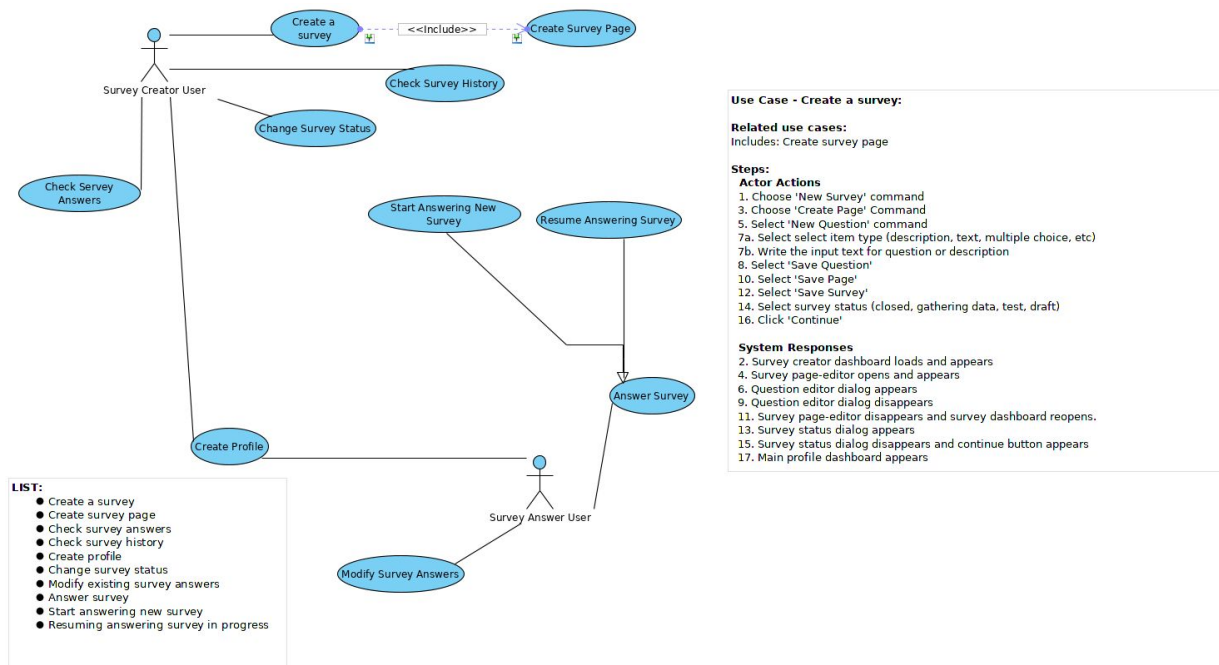 Create a
survey
<<Include>>
Create Survey Page
Survey Creator User
Check Survey History
Change Survey Status
Check Servey
Answers
Start Answering New
Survey
Resume Answering Survey
Answer Survey
Create Profile
Survey Answer User
Modify Survey Answers
LIST:
● Create a survey
● Create survey page
● Check survey answers
● Check survey history
● Create profile
● Change survey status
● Modify existing survey answers
● Answer survey
● Start answering new survey
● Resuming answering survey in progress
Use Case - Create a survey:
Related use cases:
Includes: Create survey page
Steps:
Actor Actions
1. Choose 'New Survey' command
3. Choose 'Create Page' Command
5. Select 'New Question' command
7a. Select select item type (description, text, multiple choice, etc)
7b. Write the input text for question or description
8. Select 'Save Question'
10. Select 'Save Page'
12. Select 'Save Survey'
14. Select survey status (closed, gathering data, test, draft)
16. Click 'Continue'
System Responses
2. Survey creator dashboard loads and appears
4. Survey page-editor opens and appears
6. Question editor dialog appears
9. Question editor dialog disappears
11. Survey page-editor disappears and survey dashboard reopens.
13. Survey status dialog appears
15. Survey status dialog disappears and continue button appears
17. Main profile dashboard appears